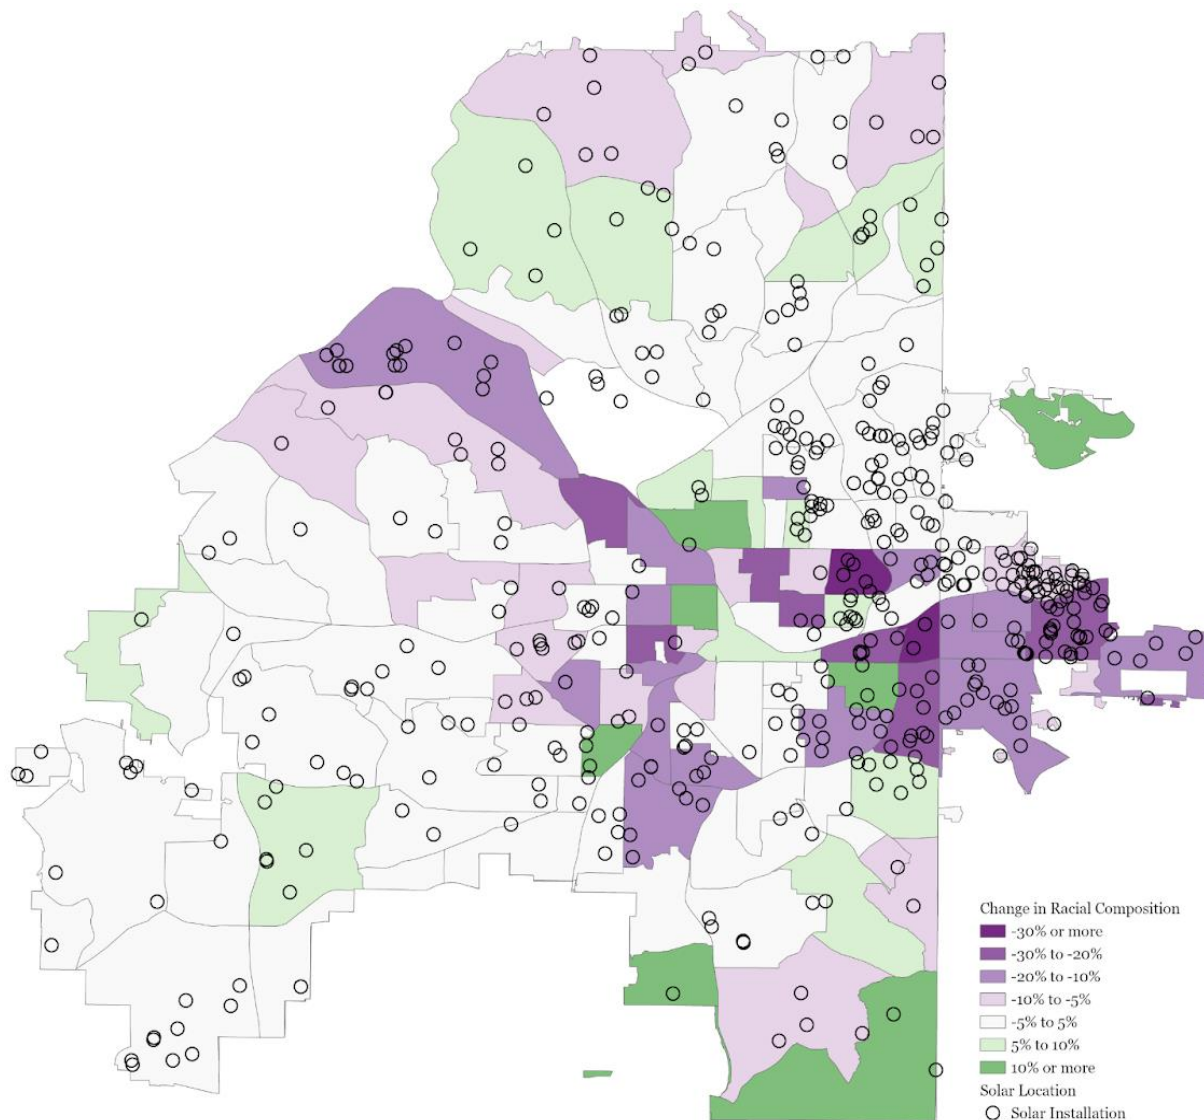 Change in Racial Composition
-30% or more
-30% to -20%
-20% to -10%
-10% to -5%
-5% to 5%
5% to 10%
10% or more
Solar Location
Solar Installation